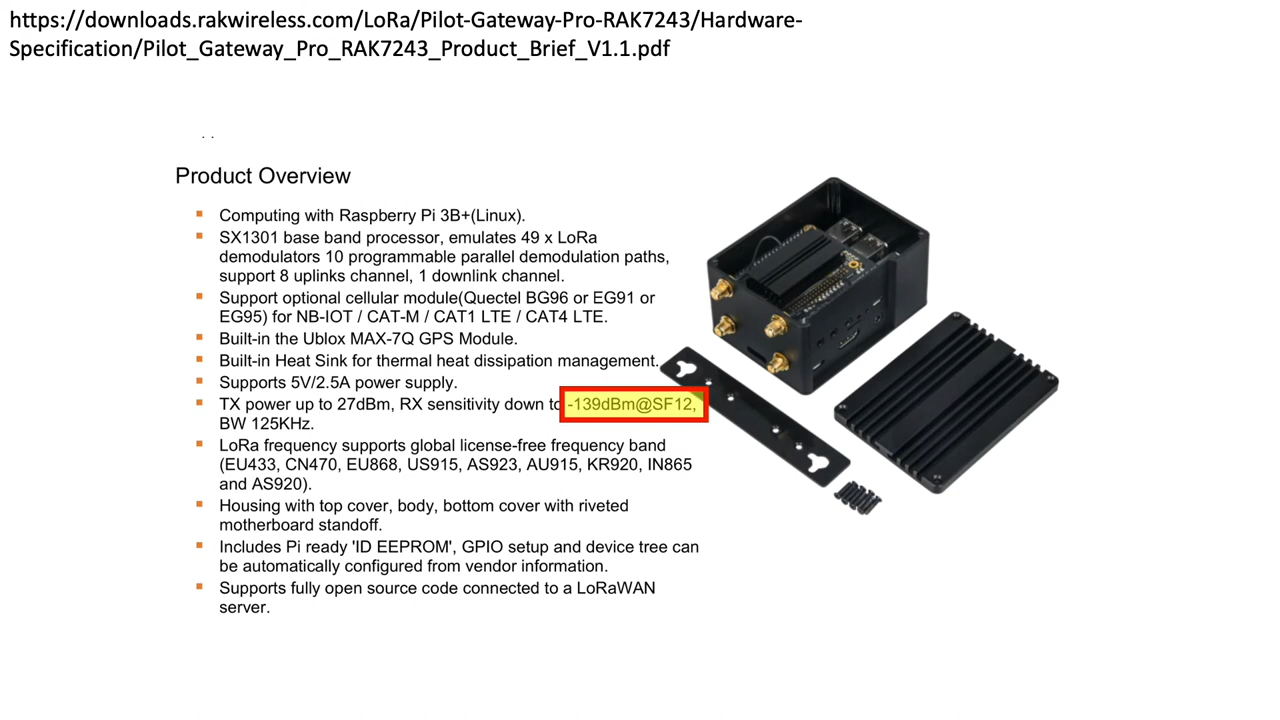 https://downloads.rakwireless.com/LoRa/Pilot-Gateway-Pro-RAK7243/Hardware-
Specification/Pilot_Gateway_Pro_RAK7243_Product_Brief_V1.1.pdf
Product Overview
▪ Computing with Raspberry Pi 3B+(Linux).
▪ SX1301 base band processor, emulates 49 x LoRa
demodulators 10 programmable parallel demodulation paths,
support 8 uplinks channel, 1 downlink channel.
▪ Support optional cellular module(Quectel BG96 or EG91 or
EG95) for NB-IOT / CAT-M / CAT1 LTE / CAT4 LTE.
▪ Built-in the Ublox MAX-7Q GPS Module.
▪ Built-in Heat Sink for thermal heat dissipation management.
▪ Supports 5V/2.5A power supply.
▪ TX power up to 27dBm, RX sensitivity down to -139dBm@SF12,
BW 125KHz.
▪ LoRa frequency supports global license-free frequency band
(EU433, CN470, EU868, US915, AS923, AU915, KR920, IN865
and AS920).
▪ Housing with top cover, body, bottom cover with riveted
motherboard standoff.
▪ Includes Pi ready 'ID EEPROM', GPIO setup and device tree can
be automatically configured from vendor information.
▪ Supports fully open source code connected to a LoRaWAN
server.